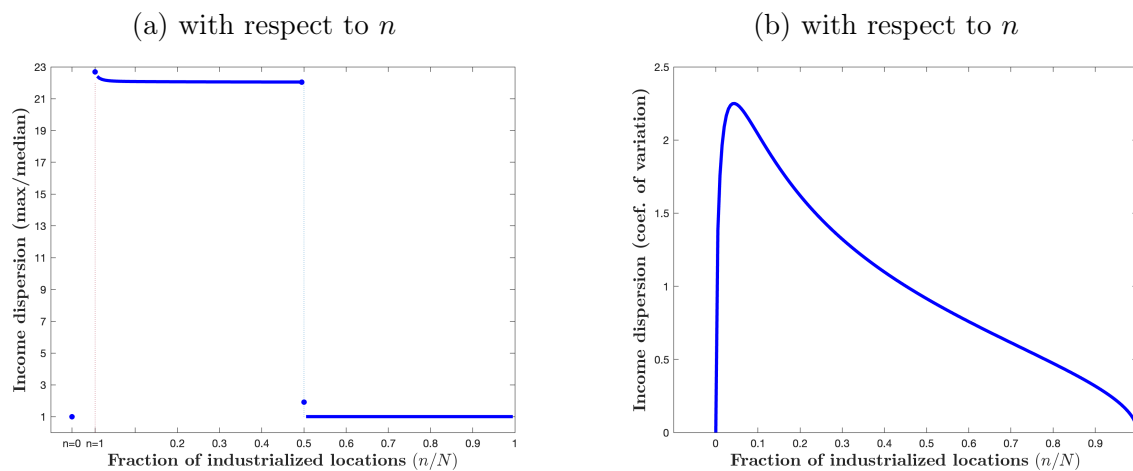 (a) with respect to n
(b) with respect to n
Income dispersion (max/median)
23
21
19
17
15
13
11
9
7
5
3
1
n=0 n=1 0.2 0.3 0.4 0.5 0.6 0.7 0.8 0.9 1
Fraction of industrialized locations (n/N)
Income dispersion (coef. of variation)
2.5
2
1.5
1
0.5
0
0 0.1 0.2 0.3 0.4 0.5 0.6 0.7 0.8 0.9
Fraction of industrialized locations (n/N)